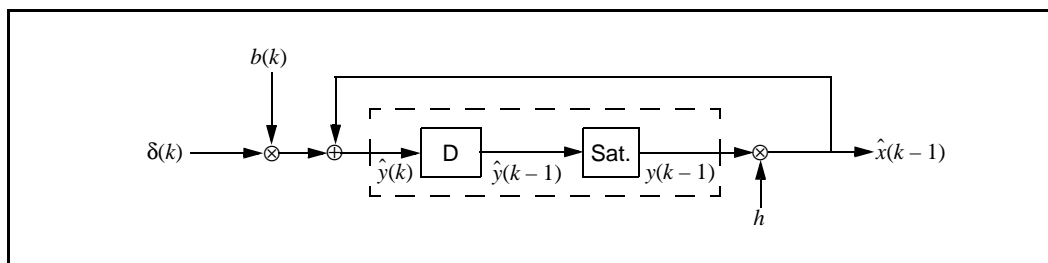 b(k)
δ(k)
⊗
⊕
ŷ(k)
D
ŷ(k – 1)
Sat.
y(k – 1)
⊗
x̂(k – 1)
h